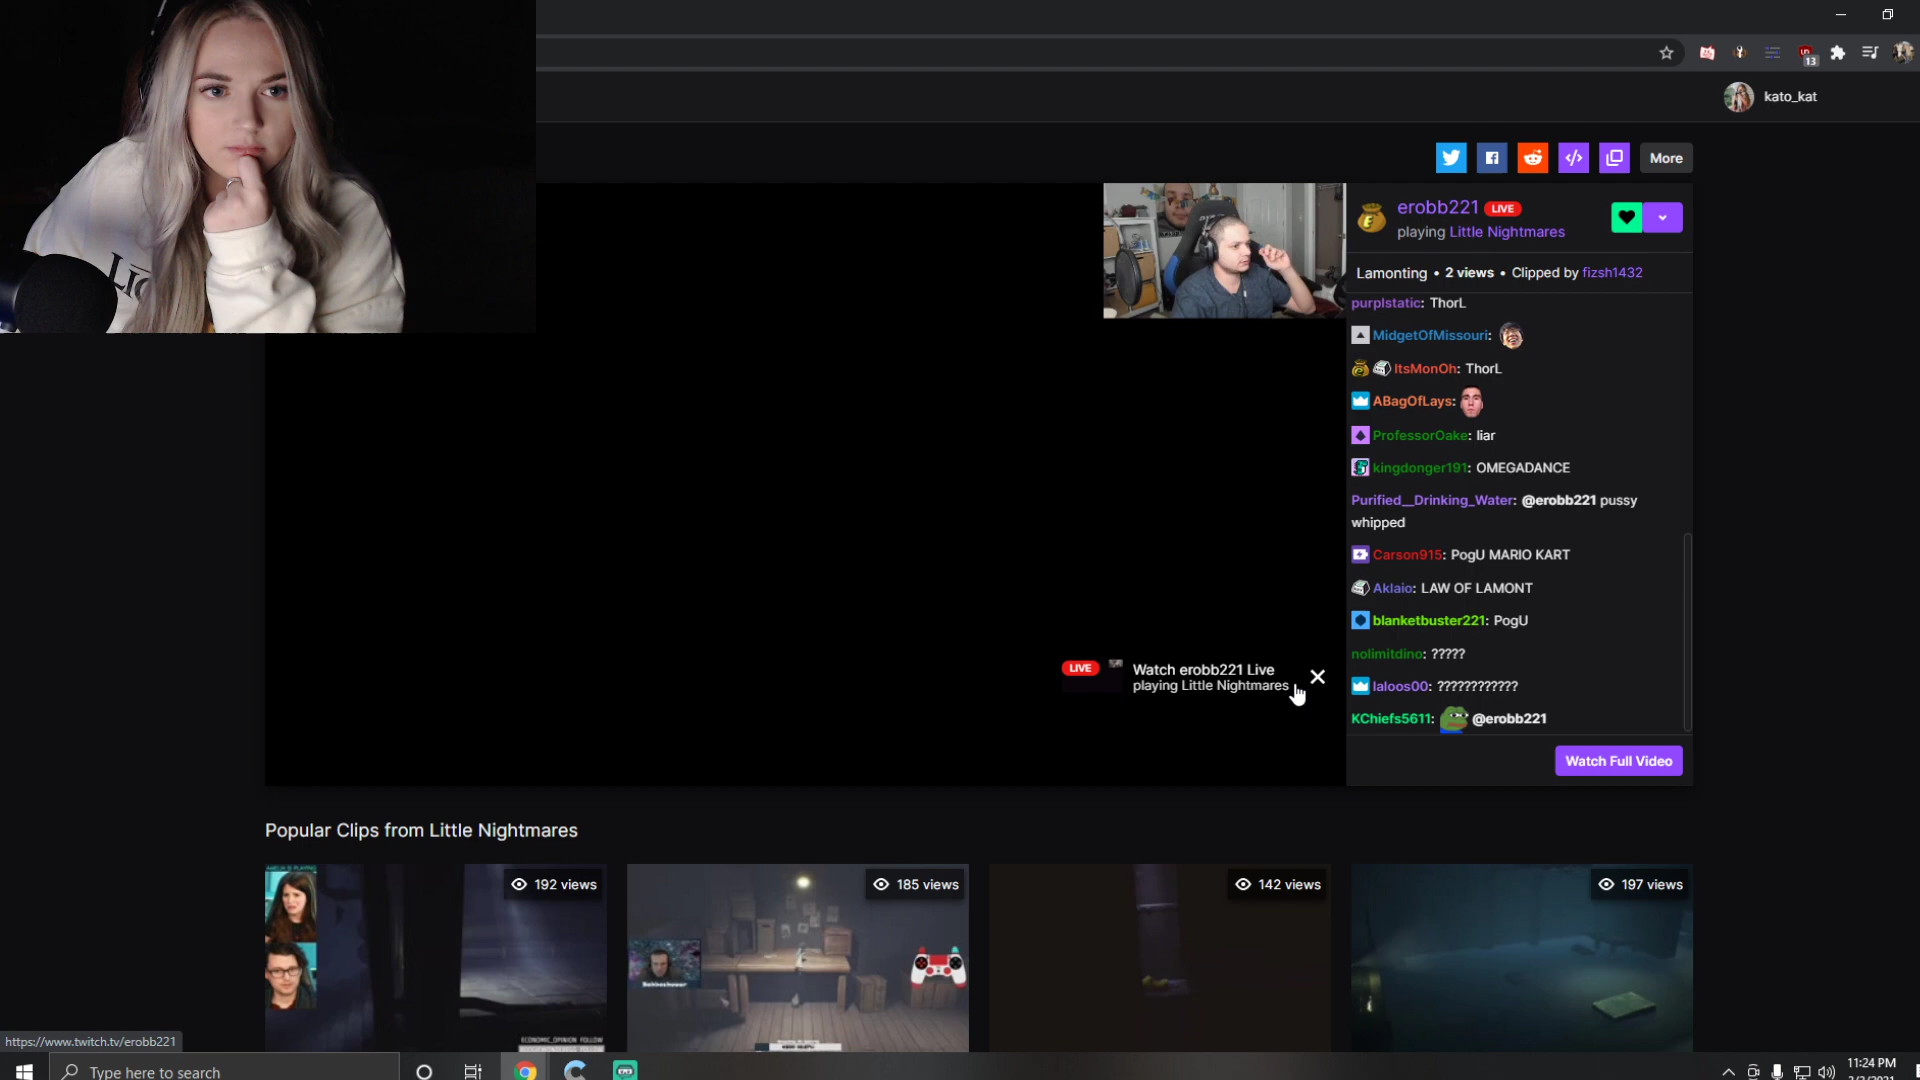 13
kato_kat
More
erobb221 LIVE
playing Little Nightmares
Lamonting • 2 views • Clipped by fizsh1432
purplstatic: ThorL
MidgetOfMissouri:
ItsMonOh: ThorL
ABagOfLays:
ProfessorOake: liar
kingdonger191: OMEGADANCE
Purified__Drinking_Water: @erobb221 pussy
whipped
Carson915: PogU MARIO KART
Aklaio: LAW OF LAMONT
blanketbuster221: PogU
nolimitdino: ?????
laloos00: ????????????
KChiefs5611: @erobb221
LIVE
Watch erobb221 Live
playing Little Nightmares
Watch Full Video
Popular Clips from Little Nightmares
192 views
185 views
142 views
197 views
ECONOMIC_OPINION FOLLOW
https://www.twitch.tv/erobb221
Type here to search
11:24 PM